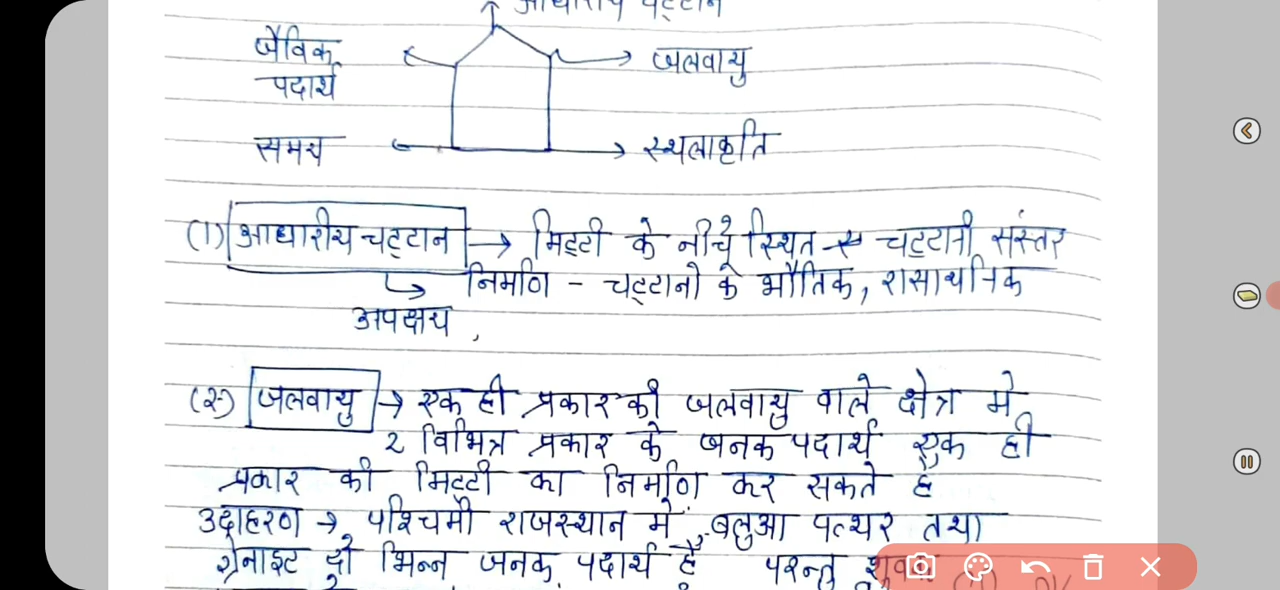 आधारीय चट्टान
जैविक
पदार्थ
जलवायु
समय
स्थलाकृति
(1) आधारीय चट्टान → मिट्टी के नीचे स्थित चट्टानी संस्तर
निर्माण - चट्टानो के भौतिक, रासायनिक
अपक्षय
(2) जलवायु → एक ही प्रकार की जलवायु वाले क्षेत्र मे
2 विभिन्न प्रकार के जनक पदार्थ एक ही
प्रकार की मिट्टी का निर्माण कर सकते है
उदाहरण → पश्चिमी राजस्थान में बलुआ पत्थर तथा
ग्रेनाइट दो भिन्न जनक पदार्थ है परन्तु